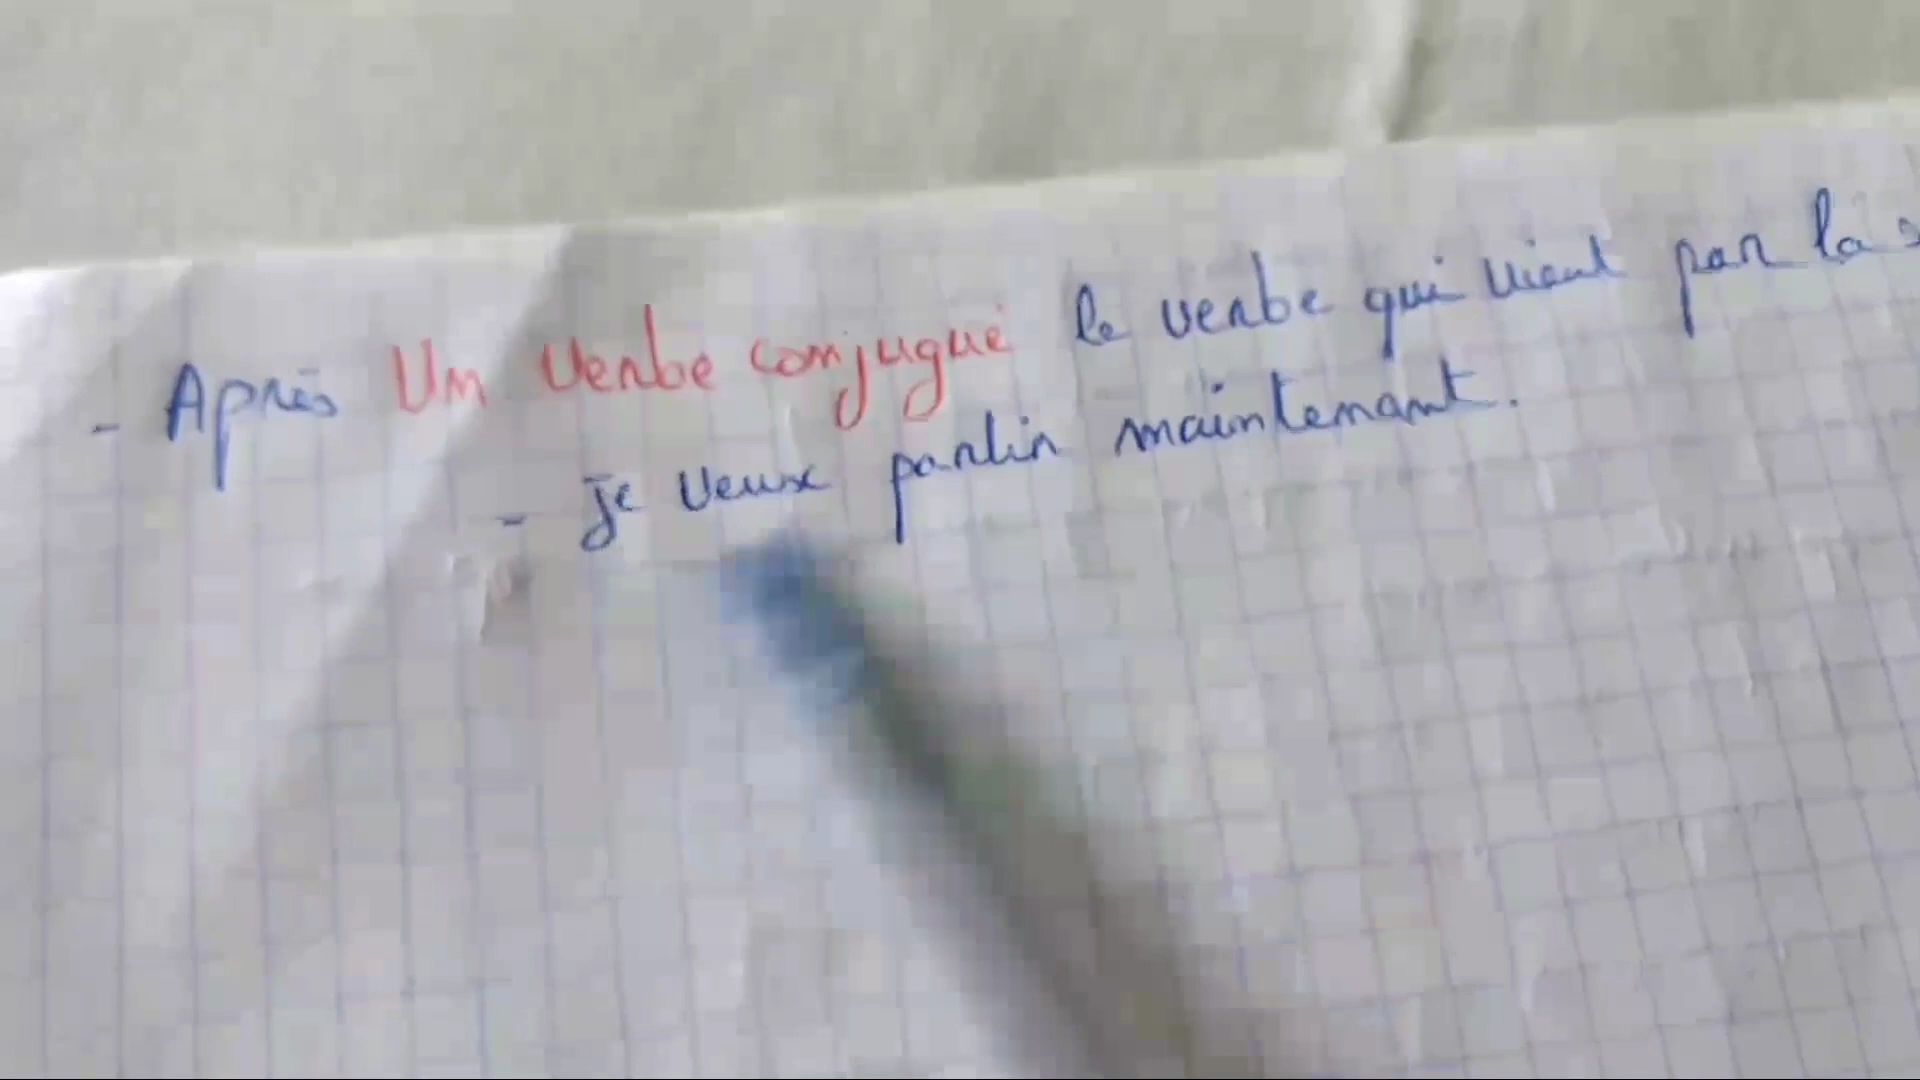 - Après Un verbe conjugué le verbe qui vient par la
- je veux partir maintenant.